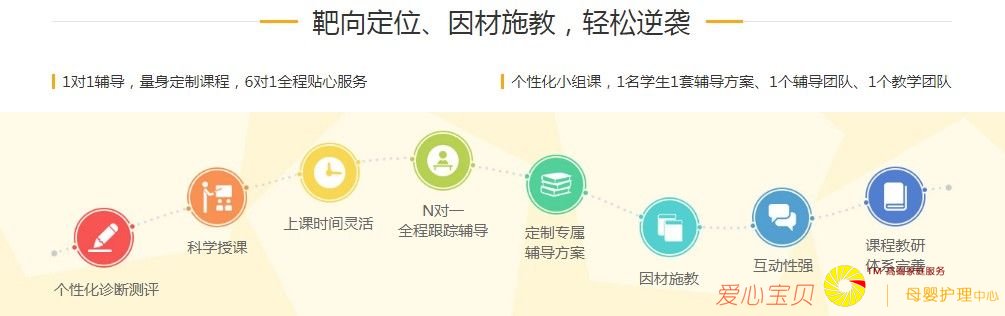 靶向定位、因材施教，轻松逆袭
1对1辅导，量身定制课程，6对1全程贴心服务
个性化小组课，1名学生1套辅导方案、1个辅导团队、1个教学团队
个性化诊断测评
科学授课
上课时间灵活
N对一
全程跟踪辅导
定制专属
辅导方案
因材施教
互动性强
课程教研
体系完善
爱心宝贝
TM 高端家庭服务
母婴护理中心